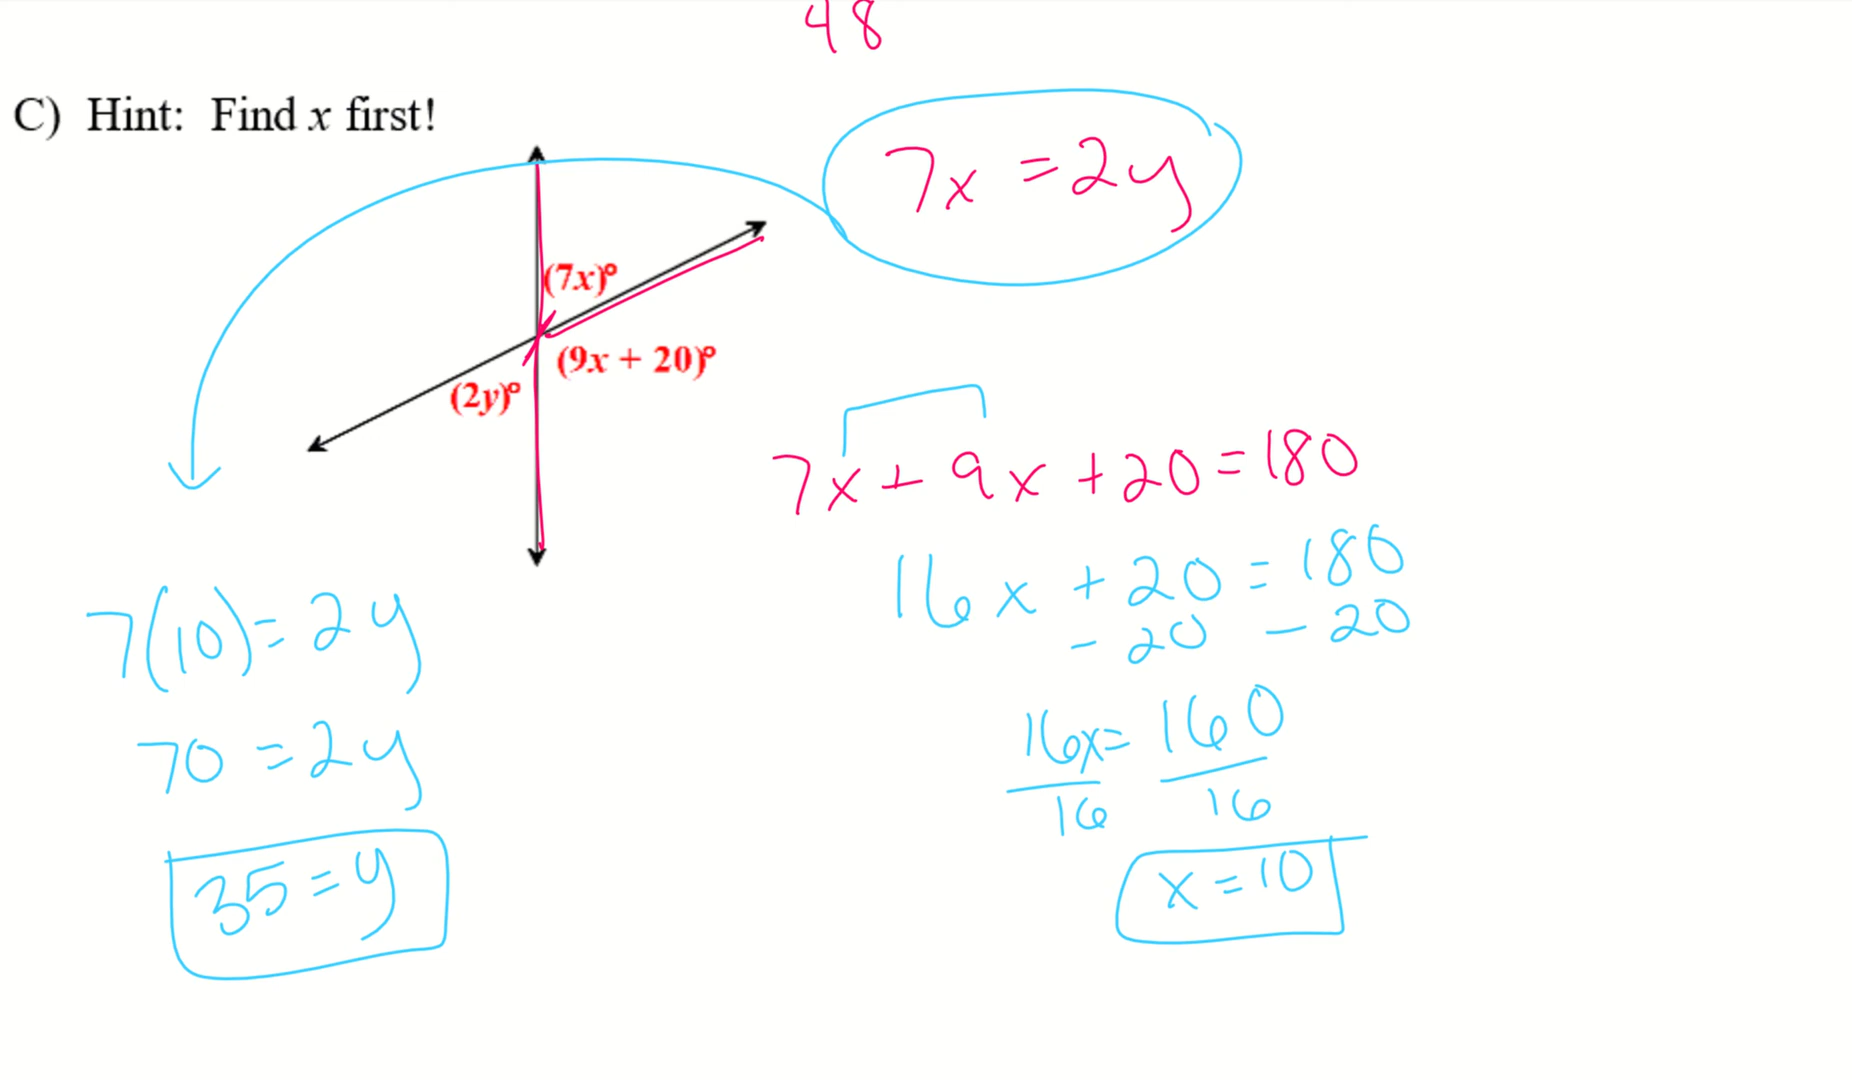 48
C) Hint: Find x first!
7x = 2y
(7x)°
(9x + 20)°
(2y)°
7x + 9x + 20 = 180
16x + 20 = 180
- 20 - 20
7(10) = 2y
16x = 160
16 16
70 = 2y
x = 10
35 = y